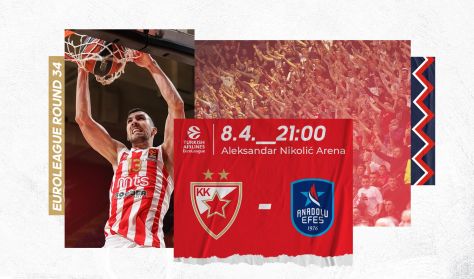 EUROLEAGUE ROUND 34
TURKISH
AIRLINES
EuroLeague
8.4.__21:00
Aleksandar Nikolić Arena
KK
-
ANADOLU
EFES
1976
mts